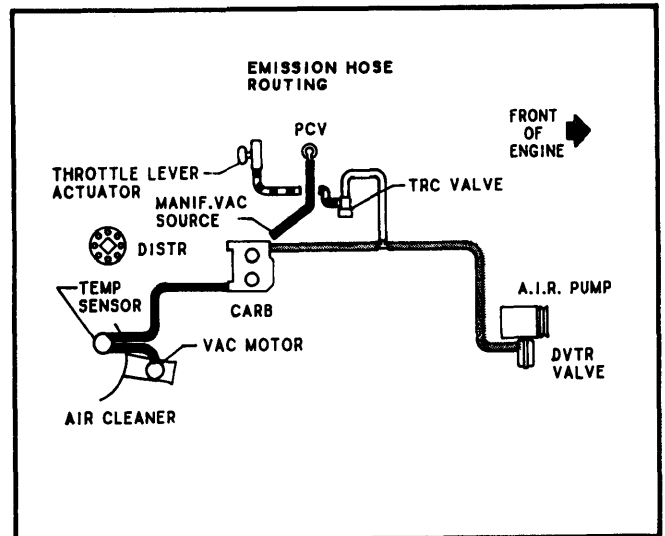 EMISSION HOSE
ROUTING
PCV
FRONT
OF
ENGINE
THROTTLE LEVER
ACTUATOR
TRC VALVE
MANIF.VAC
SOURCE
DISTR
TEMP
SENSOR
CARB
A.I.R. PUMP
VAC MOTOR
DVTR
VALVE
AIR CLEANER